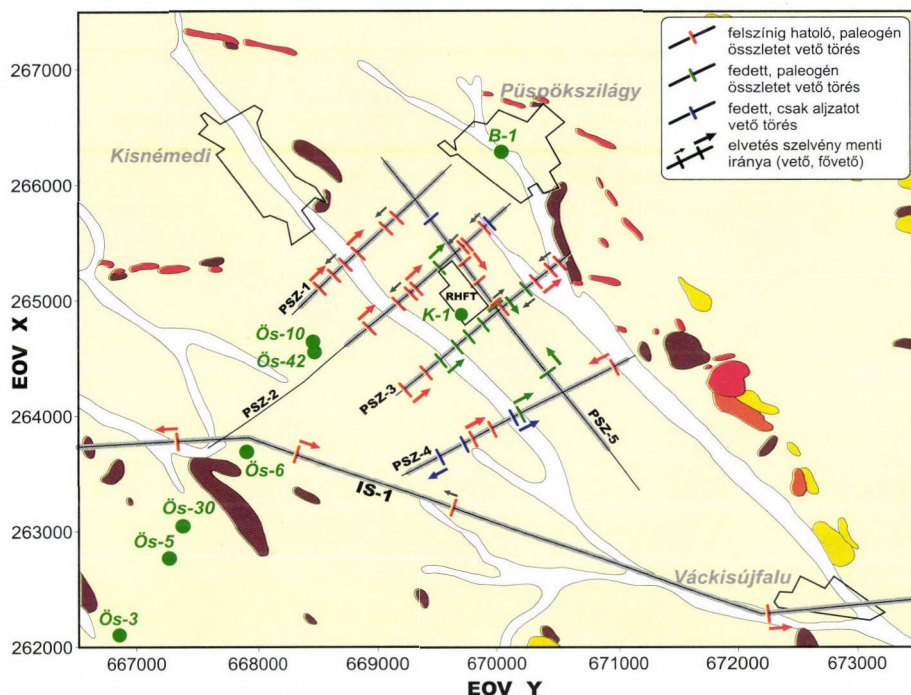 felszínig hatoló, paleogén
összletet vető törés
fedett, paleogén
összletet vető törés
fedett, csak aljzatot
vető törés
elvetés szelvény menti
iránya (vető, fővető)
267000
266000
265000
264000
263000
262000
EOV X
Püspökszilágy
B-1
Kisnémedi
PSZ-1
RHFT
K-1
Ös-10
Ös-42
PSZ-2
PSZ-3
PSZ-4
PSZ-5
Ös-6
IS-1
Ös-30
Ös-5
Váckisújfalu
Ös-3
667000 668000 669000 670000 671000 672000 673000
EOV Y